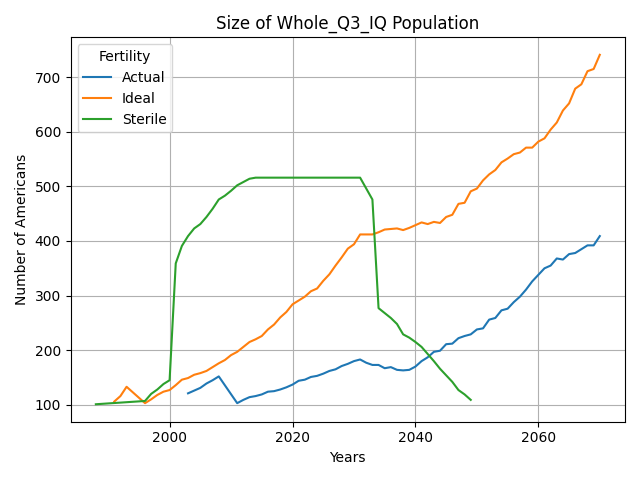 Size of Whole_Q3_IQ Population
Fertility
Actual
Ideal
Sterile
Number of Americans
700
600
500
400
300
200
100
2000
2020
2040
2060
Years